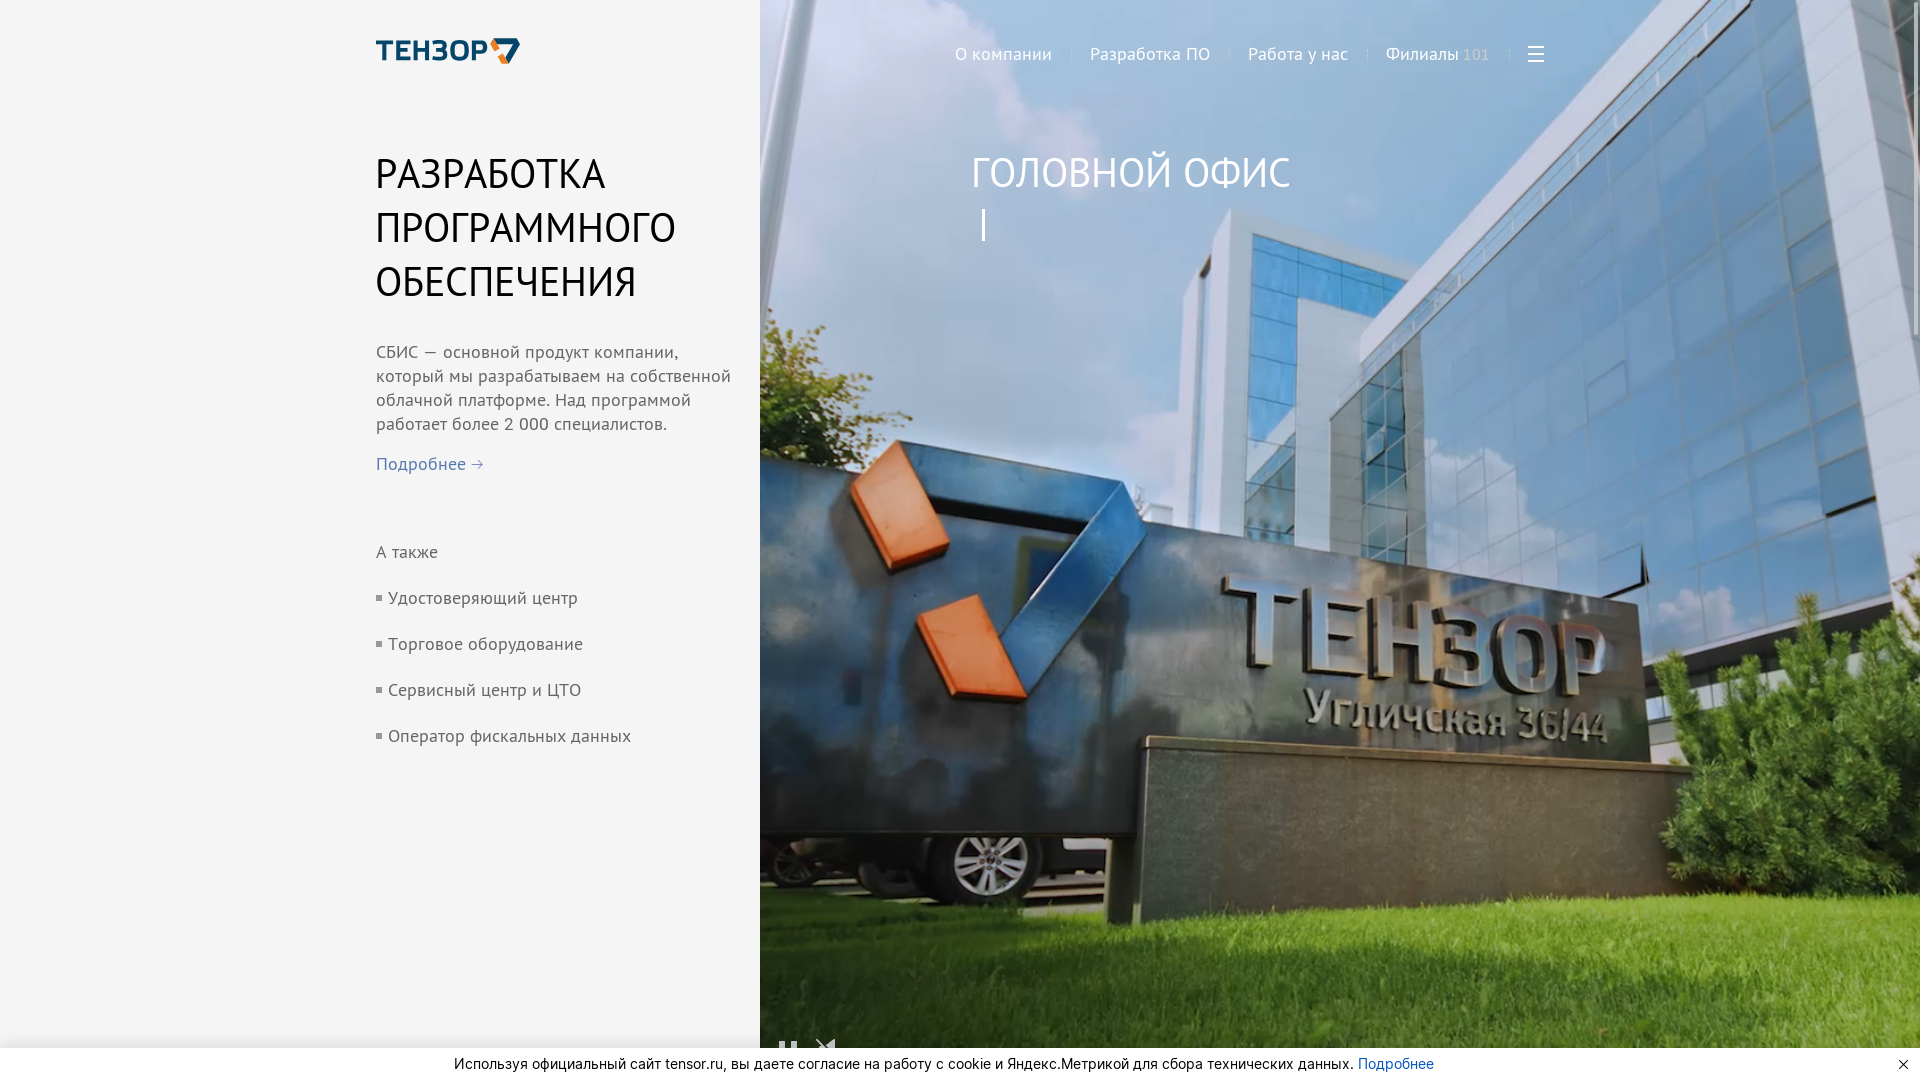 ТЕНЗОР
О компании
Разработка ПО
Работа у нас
Филиалы 101
РАЗРАБОТКА
ПРОГРАММНОГО
ОБЕСПЕЧЕНИЯ
СБИС — основной продукт компании,
который мы разрабатываем на собственной
облачной платформе. Над программой
работает более 2 000 специалистов.
Подробнее →
А также
Удостоверяющий центр
Торговое оборудование
Сервисный центр и ЦТО
Оператор фискальных данных
ГОЛОВНОЙ ОФИС
ТЕНЗОР
Угличская 36/44
Используя официальный сайт tensor.ru, вы даете согласие на работу с cookie и Яндекс.Метрикой для сбора технических данных. Подробнее